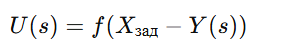 U(s) = f(Xзад − Y(s))